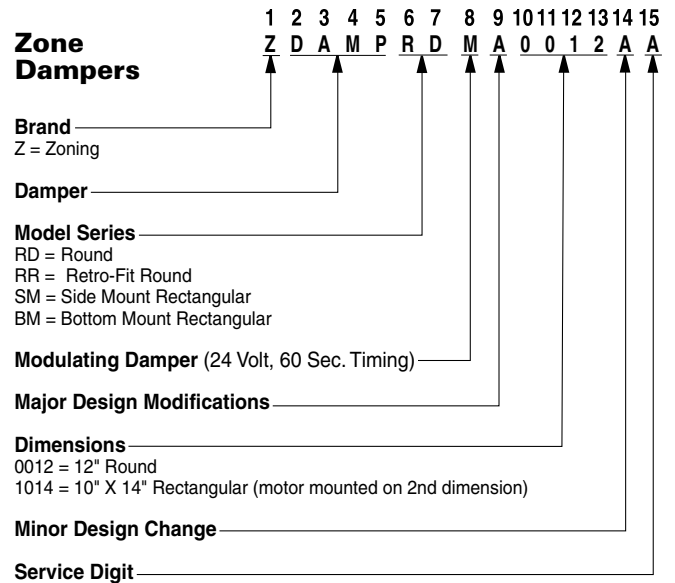 1 2 3 4 5 6 7 8 9 10 11 12 13 14 15
Zone Dampers
Z D A M P R D M A 0 0 1 2 A A
Brand
Z = Zoning
Damper
Model Series
RD = Round
RR = Retro-Fit Round
SM = Side Mount Rectangular
BM = Bottom Mount Rectangular
Modulating Damper (24 Volt, 60 Sec. Timing)
Major Design Modifications
Dimensions
0012 = 12" Round
1014 = 10" X 14" Rectangular (motor mounted on 2nd dimension)
Minor Design Change
Service Digit